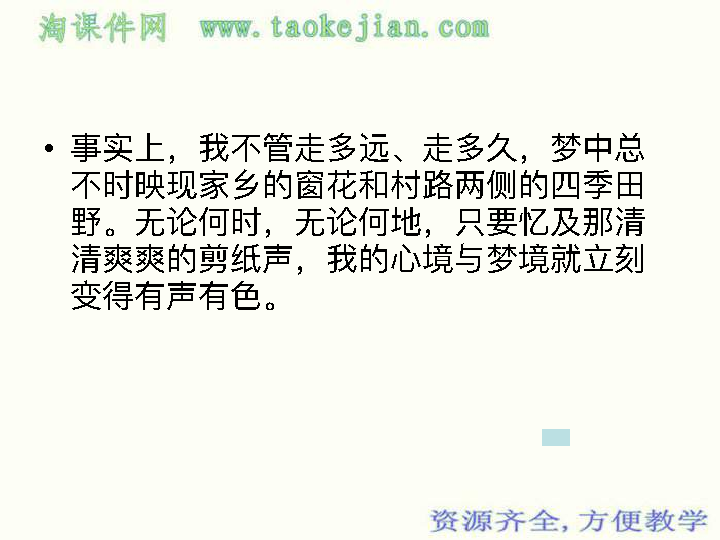 淘课件网 www.taokejian.com
• 事实上，我不管走多远、走多久，梦中总
不时映现家乡的窗花和村路两侧的四季田
野。无论何时，无论何地，只要忆及那清
清爽爽的剪纸声，我的心境与梦境就立刻
变得有声有色。
资源齐全,方便教学